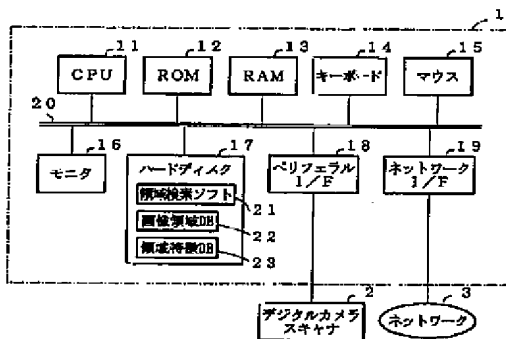 1
11 12 13 14 15
CPU ROM RAM キーボード マウス
20
16 17 18 19
モニタ ハードディスク ペリフェラル ネットワーク
I/F I/F
領域検索ソフト
21
画像領域DB
22
領域特徴DB
23
2 3
デジタルカメラ ネットワーク
スキャナ